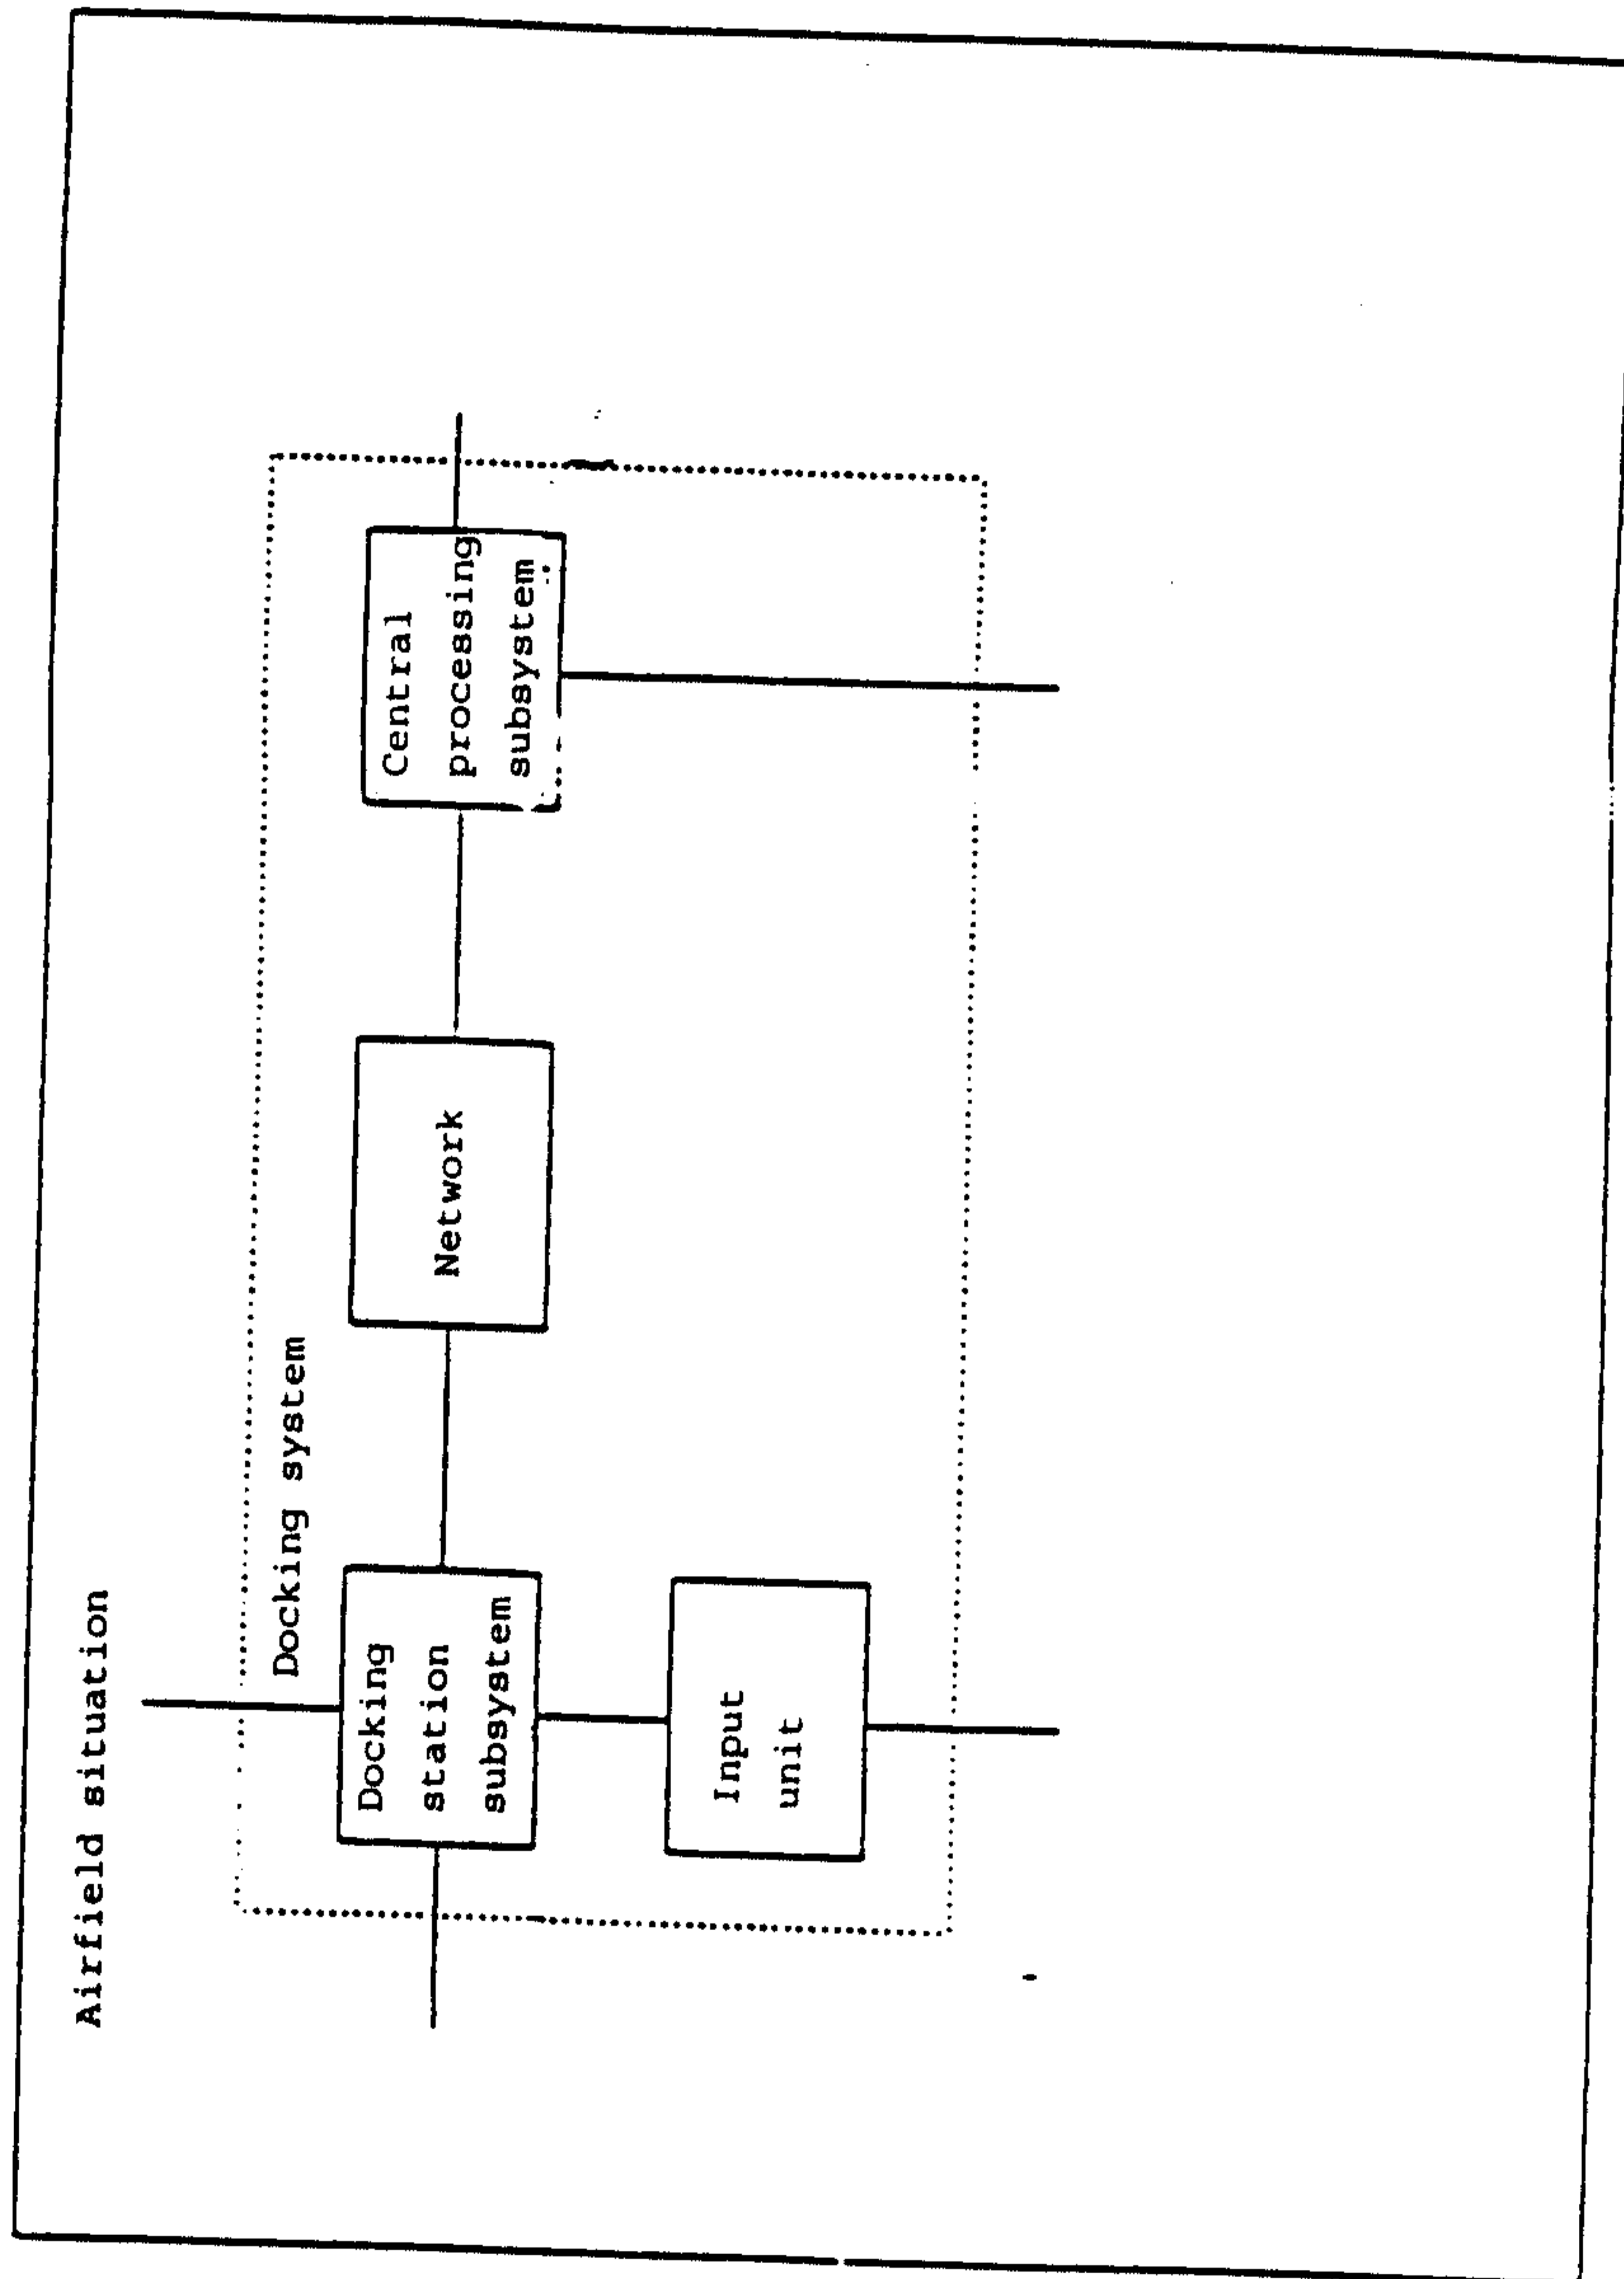 Airfield situation
Docking system
Docking
station
subsystem
Network
Central
processing
subsystem
Input
unit